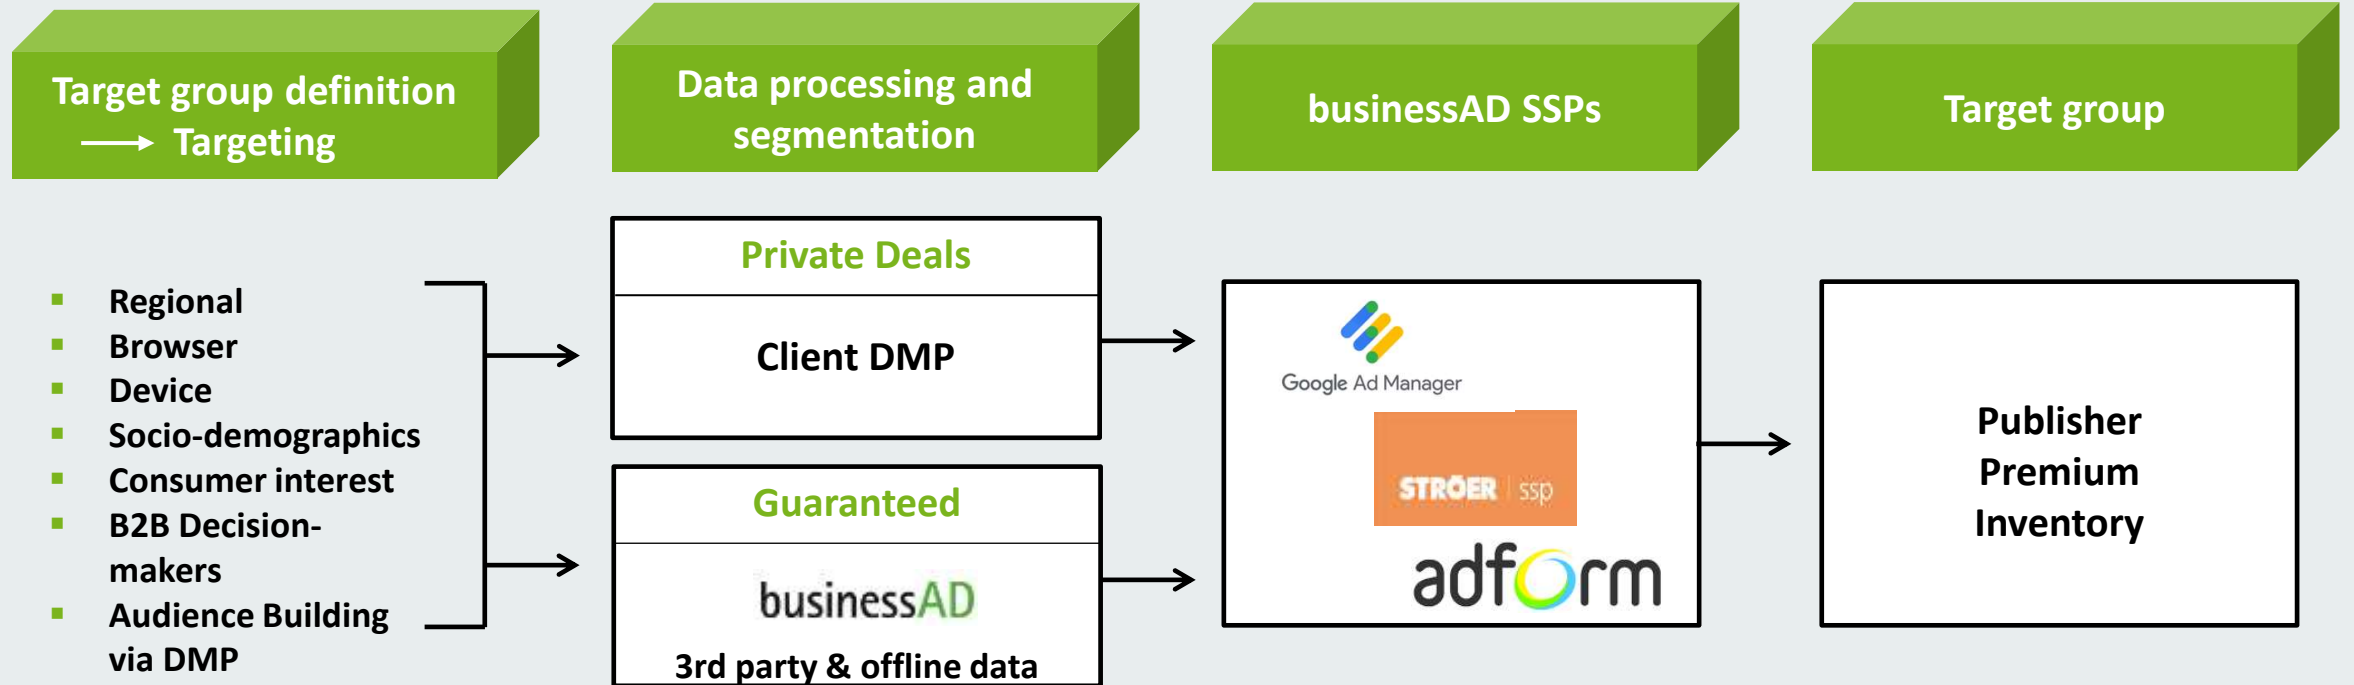 Target group definition
Targeting
Data processing and
segmentation
businessAD SSPs
Target group
Regional
Browser
Device
Socio-demographics
Consumer interest
B2B Decision-
makers
Audience Building
via DMP
Private Deals
Client DMP
Guaranteed
businessAD
3rd party & offline data
Google Ad Manager
STRÖER ssp
adform
Publisher
Premium
Inventory